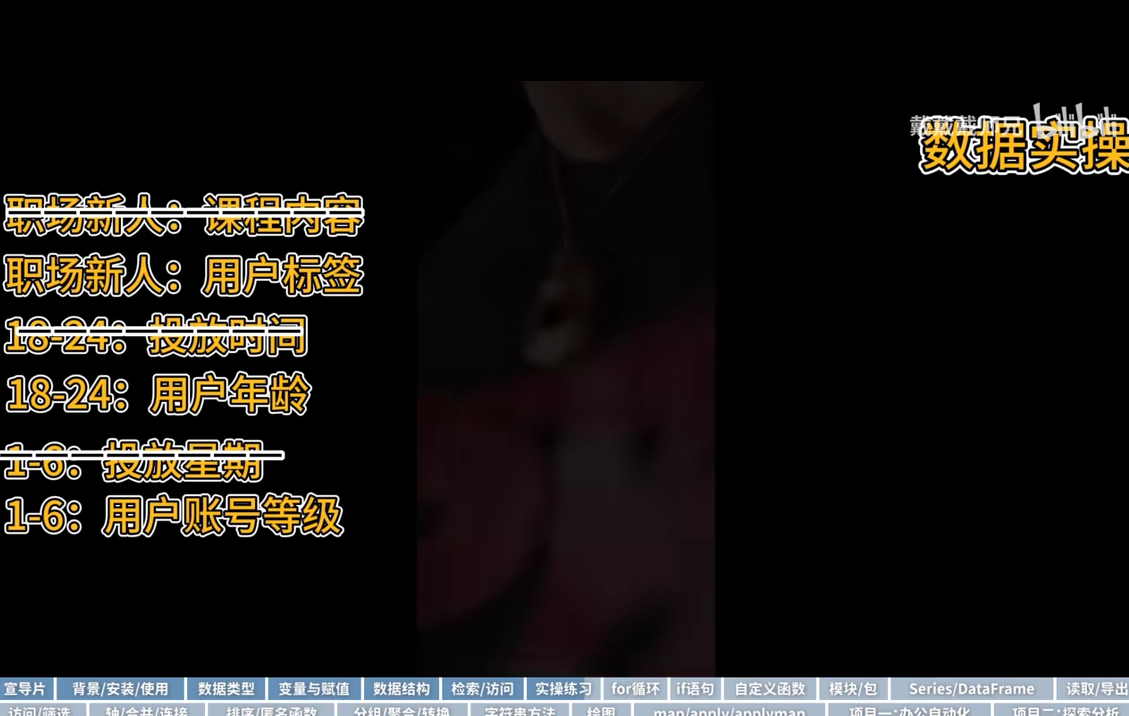 数据实操
职场新人：课程内容
职场新人：用户标签
18-24：投放时间
18-24：用户年龄
1-6：投放星期
1-6：用户账号等级
宣导片 背景/安装/使用 数据类型 变量与赋值 数据结构 检索/访问 实操练习 for循环 if语句 自定义函数 模块/包 Series/DataFrame 读取/导出
访问/筛选 轴/合并/连接 排序/匿名函数 分组/聚合/转换 字符串方法 绘图 map/apply/applymap 项目一:办公自动化 项目二:探索分析